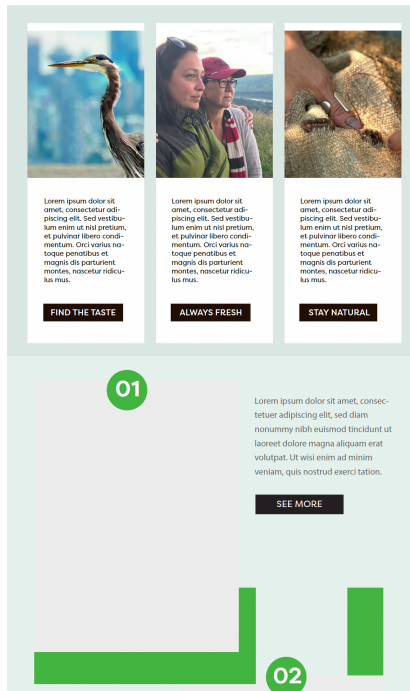 Lorem ipsum dolor sit
amet, consectetur adi-
piscing elit. Sed vestibu-
lum enim ut nisl pretium,
et pulvinar libero condi-
mentum. Orci varius na-
toque penatibus et
magnis dis parturient
montes, nascetur ridicu-
lus mus.
FIND THE TASTE
Lorem ipsum dolor sit
amet, consectetur adi-
piscing elit. Sed vestibu-
lum enim ut nisl pretium,
et pulvinar libero condi-
mentum. Orci varius na-
toque penatibus et
magnis dis parturient
montes, nascetur ridicu-
lus mus.
ALWAYS FRESH
Lorem ipsum dolor sit
amet, consectetur adi-
piscing elit. Sed vestibu-
lum enim ut nisl pretium,
et pulvinar libero condi-
mentum. Orci varius na-
toque penatibus et
magnis dis parturient
montes, nascetur ridicu-
lus mus.
STAY NATURAL
01
Lorem ipsum dolor sit amet, consec-
tetuer adipiscing elit, sed diam
nonummy nibh euismod tincidunt ut
laoreet dolore magna aliquam erat
volutpat. Ut wisi enim ad minim
veniam, quis nostrud exerci tation.
SEE MORE
02